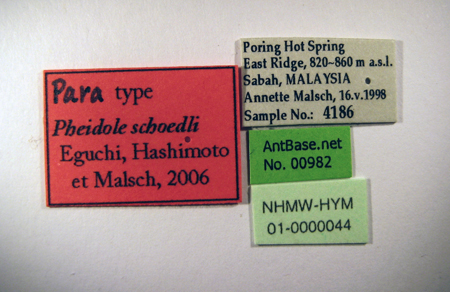 Para type
Pheidole schoedli
Eguchi, Hashimoto
et Malsch, 2006
Poring Hot Spring
East Ridge, 820~860 m a.s.l.
Sabah, MALAYSIA
Annette Malsch, 16.v.1998
Sample No.: 4186
AntBase.net
No. 00982
NHMW-HYM
01-0000044